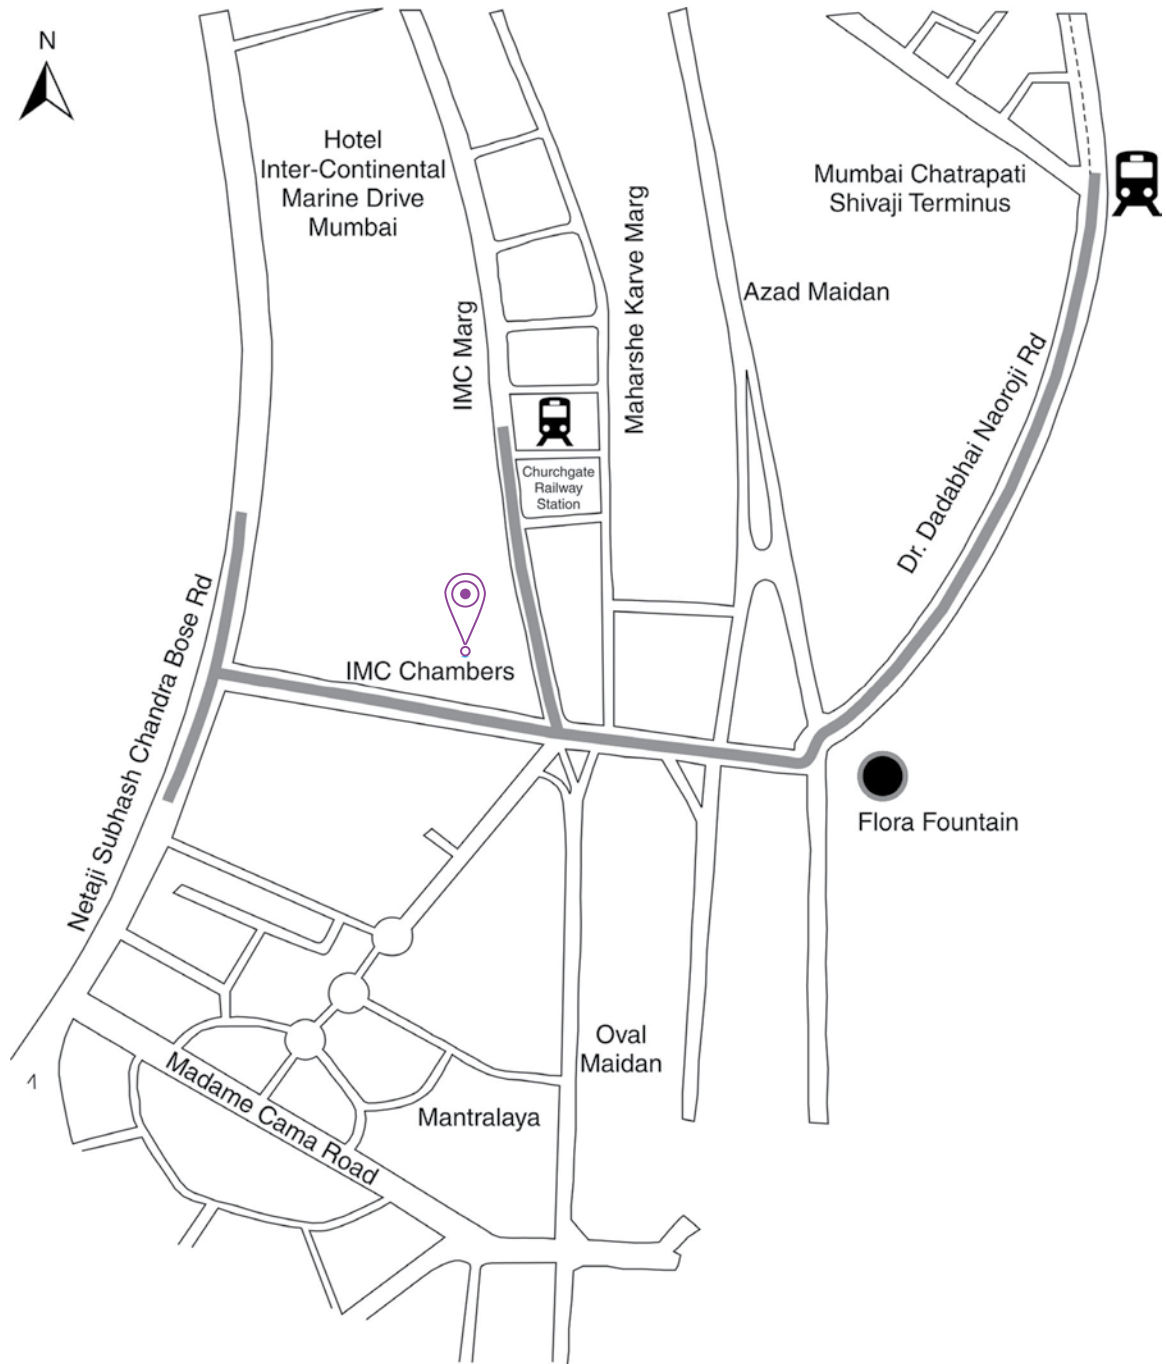 N
Hotel
Inter-Continental
Marine Drive
Mumbai
Mumbai Chatrapati
Shivaji Terminus
Maharshe Karve Marg
Azad Maidan
IMC Marg
Dr. Dadabhai Naoroji Rd
Churchgate
Railway
Station
Netaji Subhash Chandra Bose Rd
IMC Chambers
Flora Fountain
Oval
Maidan
Madame Cama Road
Mantralaya